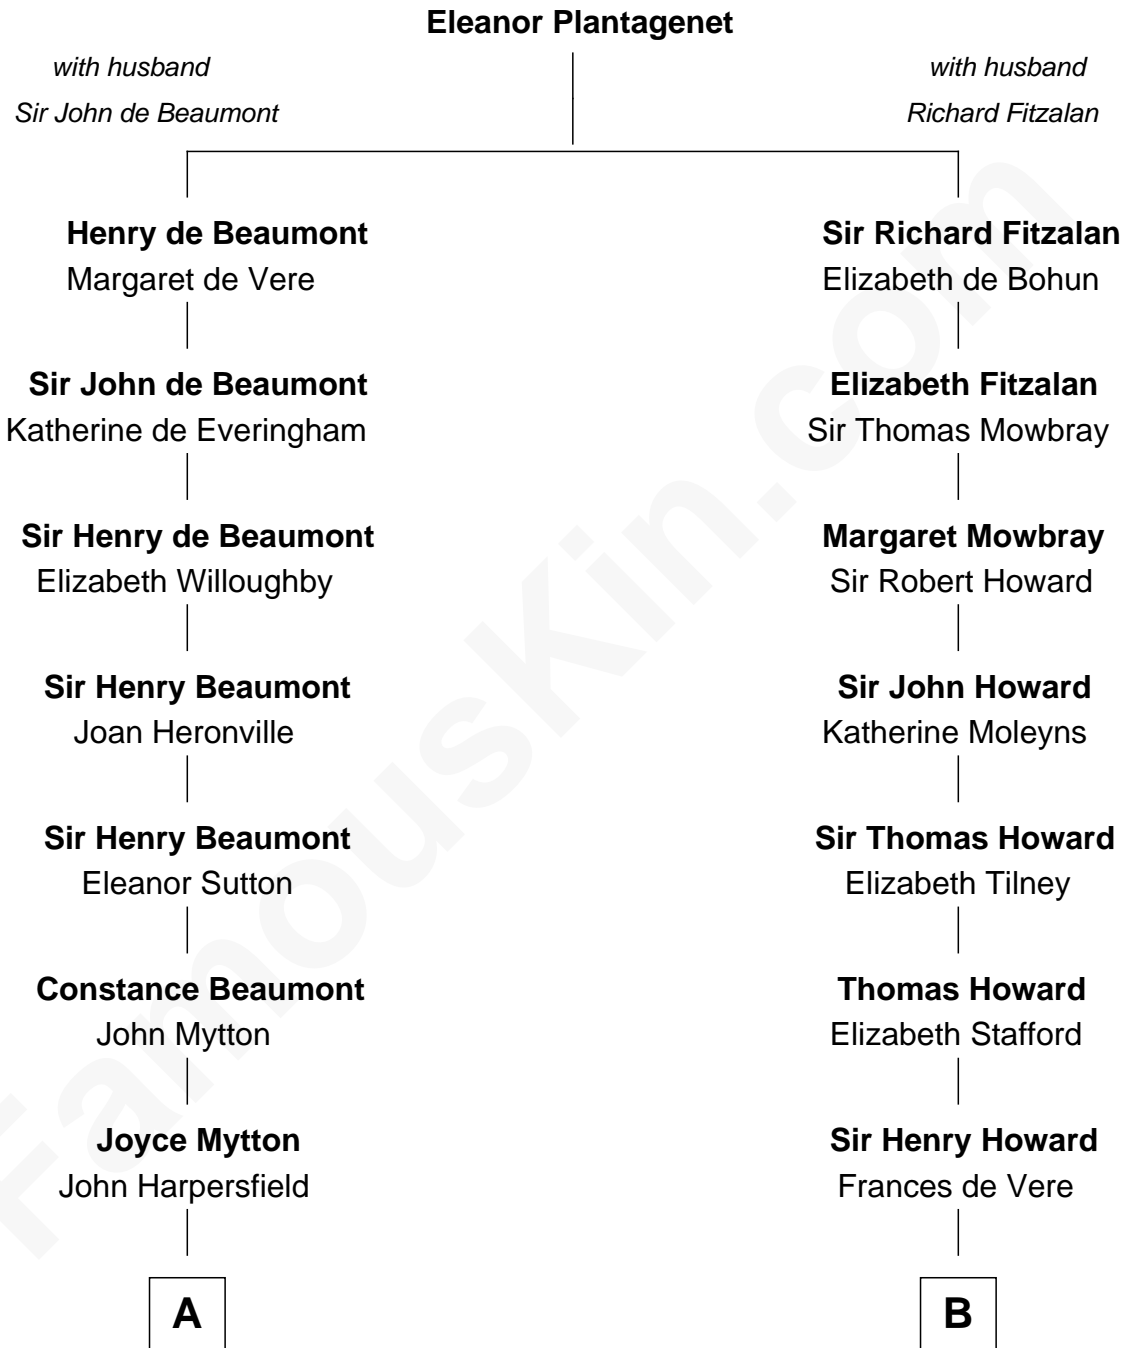 Eleanor Plantagenet
with husband
Sir John de Beaumont
with husband
Richard Fitzalan
Henry de Beaumont
Margaret de Vere
Sir Richard Fitzalan
Elizabeth de Bohun
Sir John de Beaumont
Katherine de Everingham
Elizabeth Fitzalan
Sir Thomas Mowbray
Sir Henry de Beaumont
Elizabeth Willoughby
Margaret Mowbray
Sir Robert Howard
Sir Henry Beaumont
Joan Heronville
Sir John Howard
Katherine Moleyns
Sir Henry Beaumont
Eleanor Sutton
Sir Thomas Howard
Elizabeth Tilney
Constance Beaumont
John Mytton
Thomas Howard
Elizabeth Stafford
Joyce Mytton
John Harpersfield
Sir Henry Howard
Frances de Vere
A
B
FamousKin.com